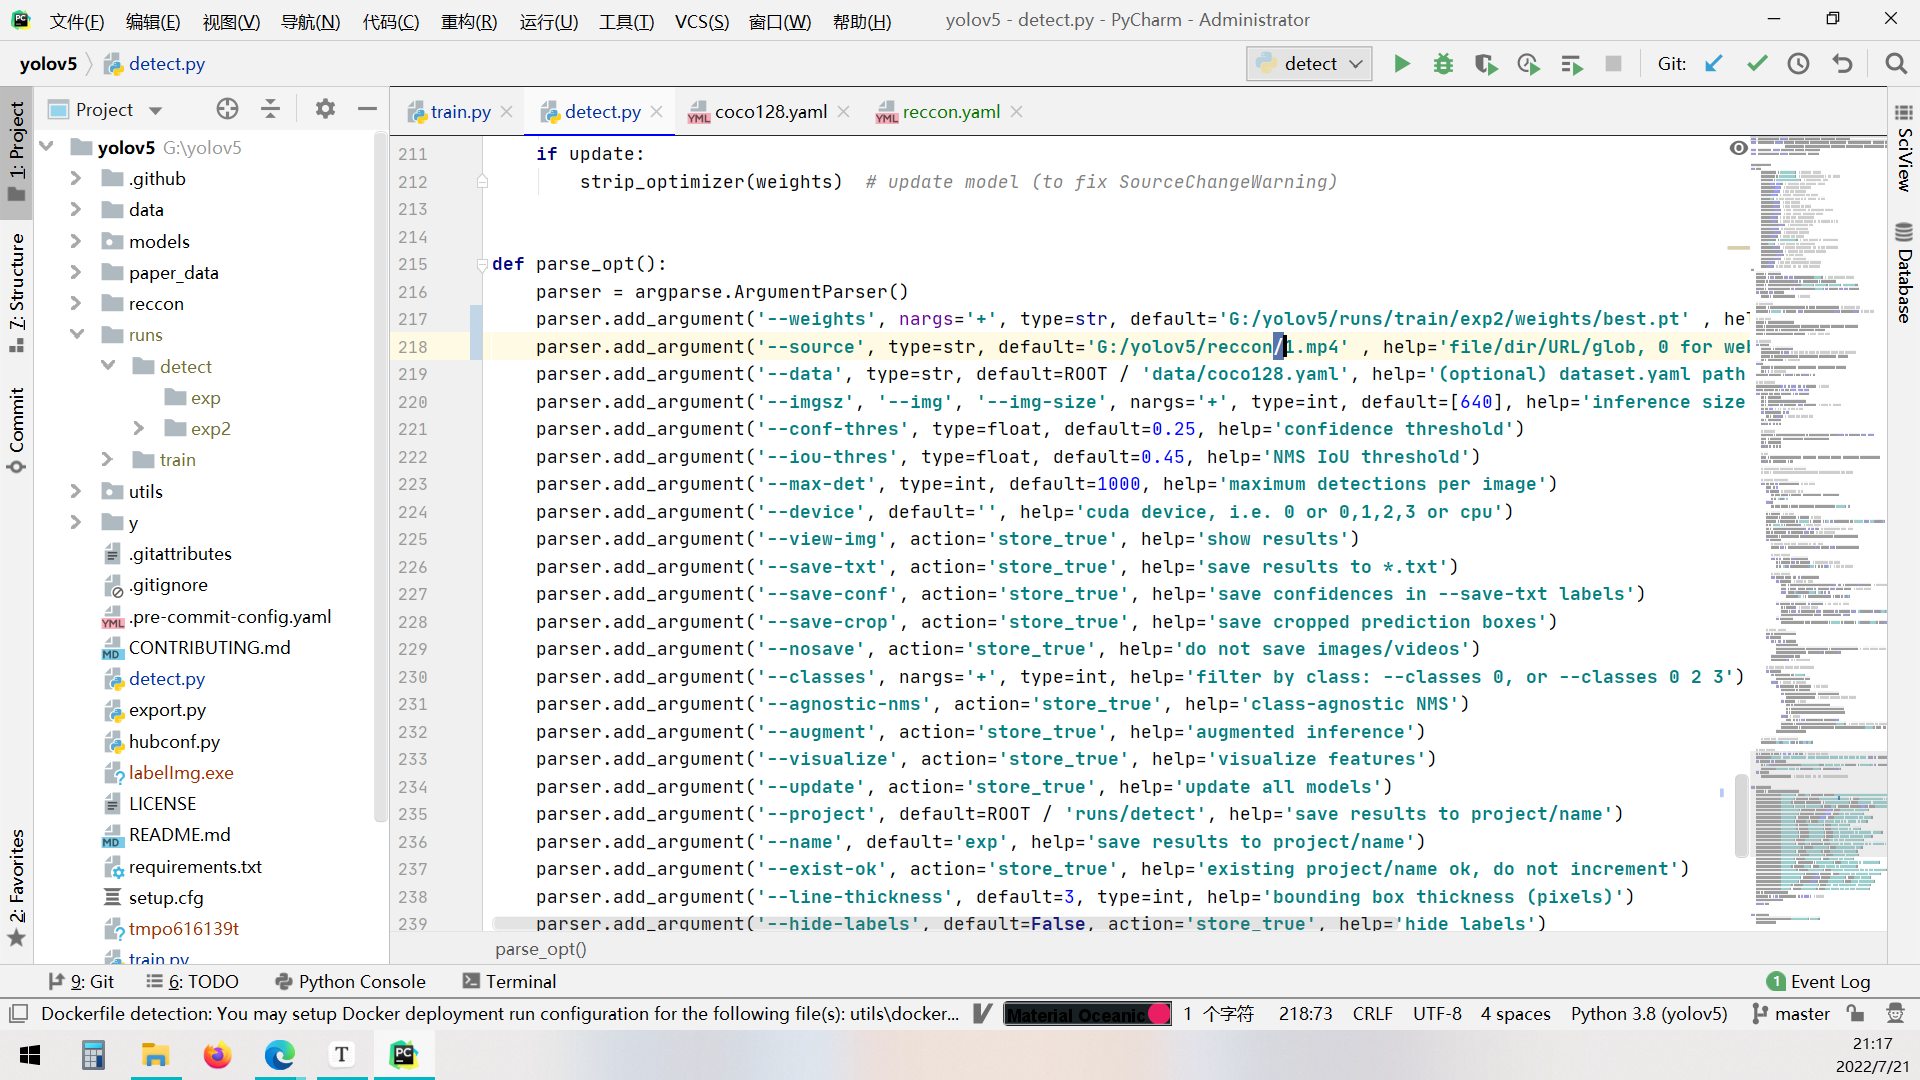 文件(F) 编辑(E) 视图(V) 导航(N) 代码(C) 重构(R) 运行(U) 工具(T) VCS(S) 窗口(W) 帮助(H) yolov5 - detect.py - PyCharm - Administrator
yolov5 detect.py detect Git:
Project
train.py detect.py coco128.yaml reccon.yaml
1: Project
7: Structure
Commit
2: Favorites
yolov5 G:\yolov5
.github
data
models
paper_data
reccon
runs
detect
exp
exp2
train
utils
y
.gitattributes
.gitignore
.pre-commit-config.yaml
CONTRIBUTING.md
detect.py
export.py
hubconf.py
labelImg.exe
LICENSE
README.md
requirements.txt
setup.cfg
tmpo616139t
train.py
211 if update:
212 strip_optimizer(weights)  # update model (to fix SourceChangeWarning)
213
214
215 def parse_opt():
216 parser = argparse.ArgumentParser()
217 parser.add_argument('--weights', nargs='+', type=str, default='G:/yolov5/runs/train/exp2/weights/best.pt' , hel
218 parser.add_argument('--source', type=str, default='G:/yolov5/reccon/1.mp4' , help='file/dir/URL/glob, 0 for we
219 parser.add_argument('--data', type=str, default=ROOT / 'data/coco128.yaml', help='(optional) dataset.yaml path
220 parser.add_argument('--imgsz', '--img', '--img-size', nargs='+', type=int, default=[640], help='inference size
221 parser.add_argument('--conf-thres', type=float, default=0.25, help='confidence threshold')
222 parser.add_argument('--iou-thres', type=float, default=0.45, help='NMS IoU threshold')
223 parser.add_argument('--max-det', type=int, default=1000, help='maximum detections per image')
224 parser.add_argument('--device', default='', help='cuda device, i.e. 0 or 0,1,2,3 or cpu')
225 parser.add_argument('--view-img', action='store_true', help='show results')
226 parser.add_argument('--save-txt', action='store_true', help='save results to *.txt')
227 parser.add_argument('--save-conf', action='store_true', help='save confidences in --save-txt labels')
228 parser.add_argument('--save-crop', action='store_true', help='save cropped prediction boxes')
229 parser.add_argument('--nosave', action='store_true', help='do not save images/videos')
230 parser.add_argument('--classes', nargs='+', type=int, help='filter by class: --classes 0, or --classes 0 2 3')
231 parser.add_argument('--agnostic-nms', action='store_true', help='class-agnostic NMS')
232 parser.add_argument('--augment', action='store_true', help='augmented inference')
233 parser.add_argument('--visualize', action='store_true', help='visualize features')
234 parser.add_argument('--update', action='store_true', help='update all models')
235 parser.add_argument('--project', default=ROOT / 'runs/detect', help='save results to project/name')
236 parser.add_argument('--name', default='exp', help='save results to project/name')
237 parser.add_argument('--exist-ok', action='store_true', help='existing project/name ok, do not increment')
238 parser.add_argument('--line-thickness', default=3, type=int, help='bounding box thickness (pixels)')
239 parser.add_argument('--hide-labels', default=False, action='store_true', help='hide labels')
parse_opt()
SciView
Database
9: Git 6: TODO Python Console Terminal 1 Event Log
Dockerfile detection: You may setup Docker deployment run configuration for the following file(s): utils\docker... Material Oceanic 1 个字符 218:73 CRLF UTF-8 4 spaces Python 3.8 (yolov5) master
21:17
2022/7/21